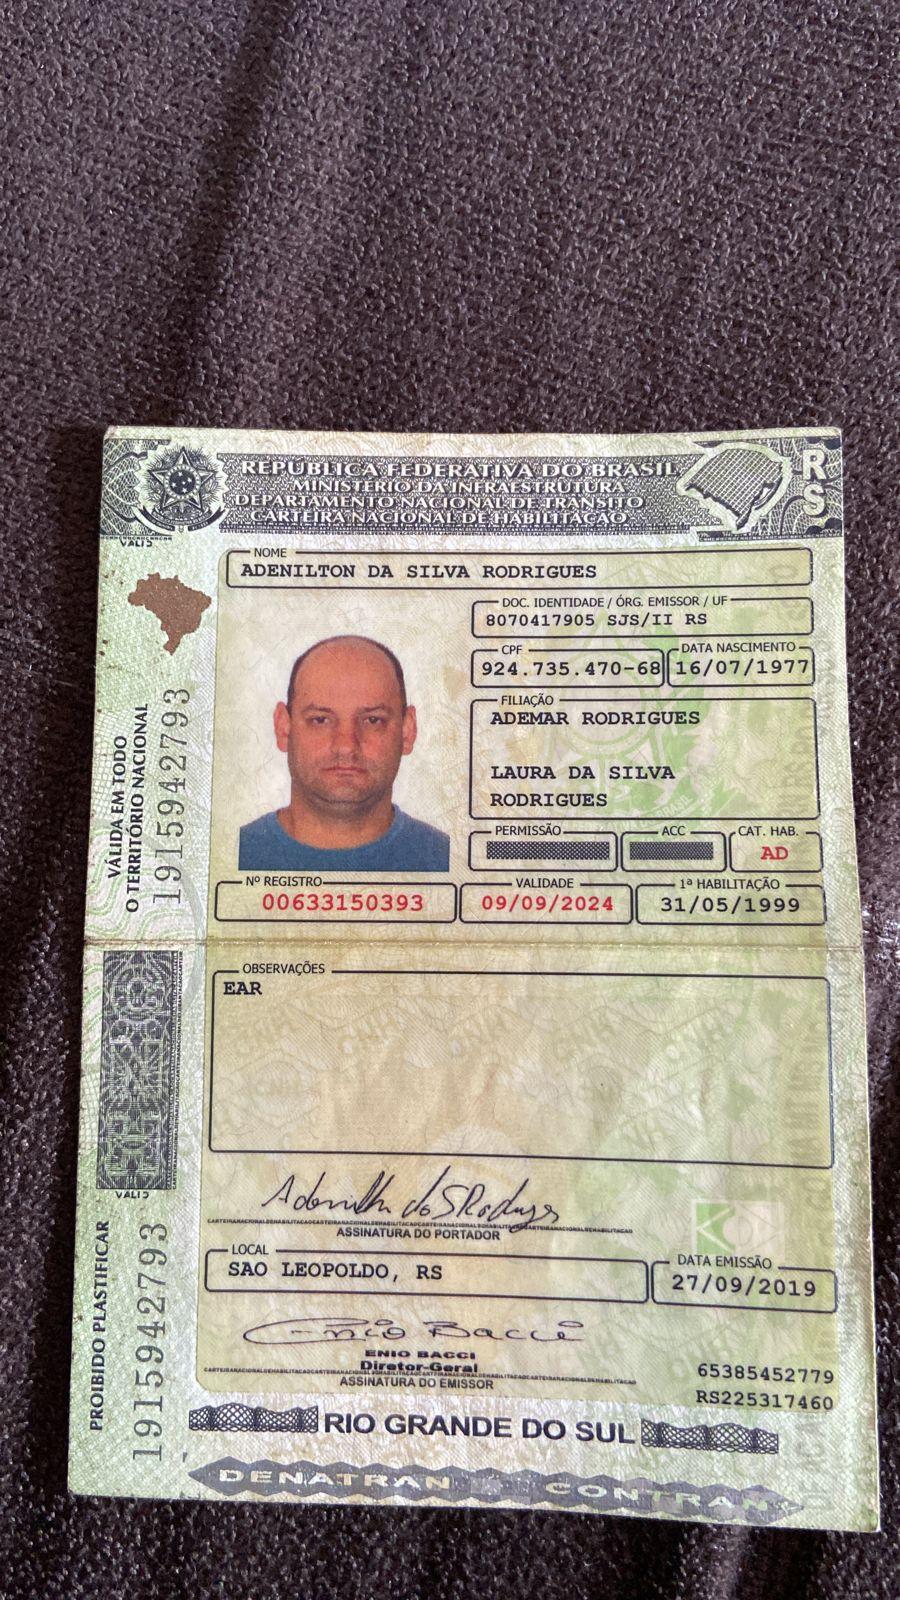 REPÚBLICA FEDERATIVA DO BRASIL
MINISTÉRIO DA INFRAESTRUTURA
DEPARTAMENTO NACIONAL DE TRÂNSITO
CARTEIRA NACIONAL DE HABILITAÇÃO
RS
NOME
ADENILTON DA SILVA RODRIGUES
DOC. IDENTIDADE / ÓRG. EMISSOR / UF
8070417905 SJS/II RS
CPF
924.735.470-68
DATA NASCIMENTO
16/07/1977
FILIAÇÃO
ADEMAR RODRIGUES
LAURA DA SILVA
RODRIGUES
PERMISSÃO
ACC
CAT. HAB.
AD
Nº REGISTRO
00633150393
VALIDADE
09/09/2024
1ª HABILITAÇÃO
31/05/1999
VÁLIDA EM TODO
O TERRITÓRIO NACIONAL
1915942793
OBSERVAÇÕES
EAR
ASSINATURA DO PORTADOR
LOCAL
SAO LEOPOLDO, RS
DATA EMISSÃO
27/09/2019
Enio Bacci
ENIO BACCI
Diretor-Geral
ASSINATURA DO EMISSOR
65385452779
RS225317460
PROIBIDO PLASTIFICAR
1915942793
RIO GRANDE DO SUL
DENATRAN CONTRAN